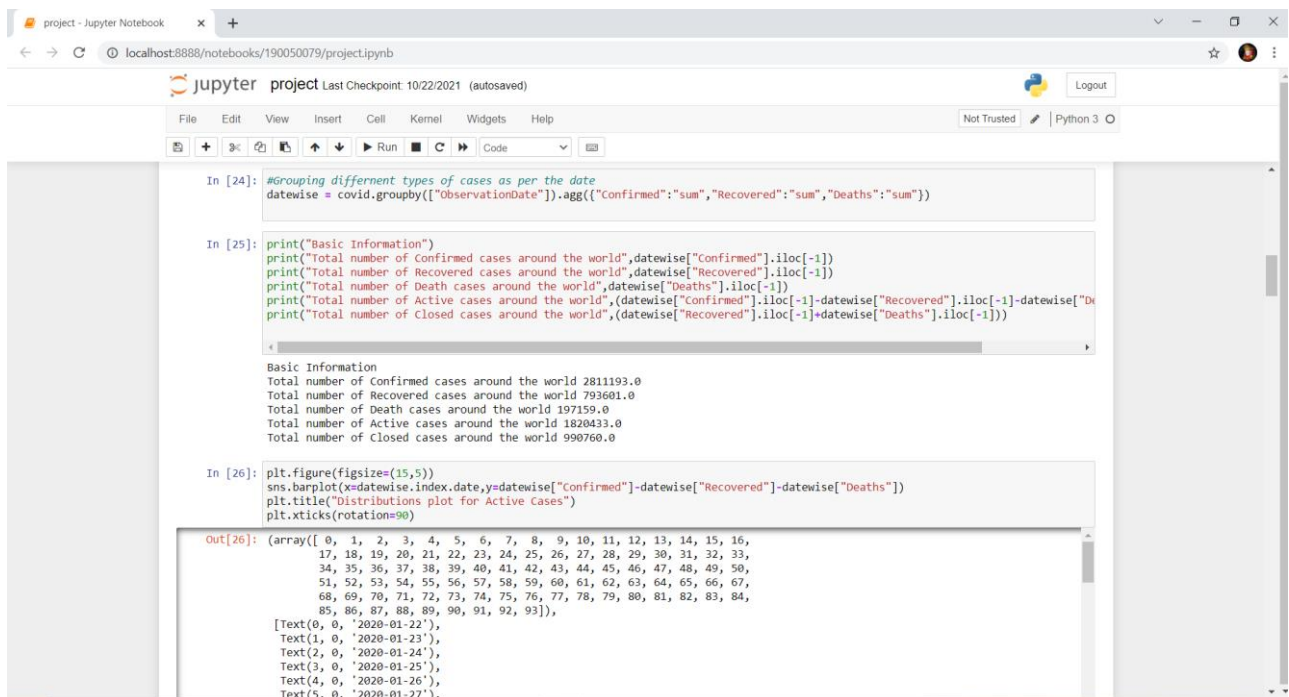 project - Jupyter Notebook
localhost:8888/notebooks/190050079/project.ipynb
jupyter project Last Checkpoint: 10/22/2021 (autosaved)
Logout
File Edit View Insert Cell Kernel Widgets Help
Not Trusted Python 3
Run Code
In [24]: #Grouping differnent types of cases as per the date
datewise = covid.groupby(["ObservationDate"]).agg({"Confirmed":"sum","Recovered":"sum","Deaths":"sum"})
In [25]: print("Basic Information")
print("Total number of Confirmed cases around the world",datewise["Confirmed"].iloc[-1])
print("Total number of Recovered cases around the world",datewise["Recovered"].iloc[-1])
print("Total number of Death cases around the world",datewise["Deaths"].iloc[-1])
print("Total number of Active cases around the world",(datewise["Confirmed"].iloc[-1]-datewise["Recovered"].iloc[-1]-datewise["De
print("Total number of Closed cases around the world",(datewise["Recovered"].iloc[-1]+datewise["Deaths"].iloc[-1]))
Basic Information
Total number of Confirmed cases around the world 2811193.0
Total number of Recovered cases around the world 793601.0
Total number of Death cases around the world 197159.0
Total number of Active cases around the world 1820433.0
Total number of Closed cases around the world 990760.0
In [26]: plt.figure(figsize=(15,5))
sns.barplot(x=datewise.index.date,y=datewise["Confirmed"]-datewise["Recovered"]-datewise["Deaths"])
plt.title("Distributions plot for Active Cases")
plt.xticks(rotation=90)
Out[26]: (array([ 0, 1, 2, 3, 4, 5, 6, 7, 8, 9, 10, 11, 12, 13, 14, 15, 16,
17, 18, 19, 20, 21, 22, 23, 24, 25, 26, 27, 28, 29, 30, 31, 32, 33,
34, 35, 36, 37, 38, 39, 40, 41, 42, 43, 44, 45, 46, 47, 48, 49, 50,
51, 52, 53, 54, 55, 56, 57, 58, 59, 60, 61, 62, 63, 64, 65, 66, 67,
68, 69, 70, 71, 72, 73, 74, 75, 76, 77, 78, 79, 80, 81, 82, 83, 84,
85, 86, 87, 88, 89, 90, 91, 92, 93]),
[Text(0, 0, '2020-01-22'),
Text(1, 0, '2020-01-23'),
Text(2, 0, '2020-01-24'),
Text(3, 0, '2020-01-25'),
Text(4, 0, '2020-01-26'),
Text(5, 0, '2020-01-27'),